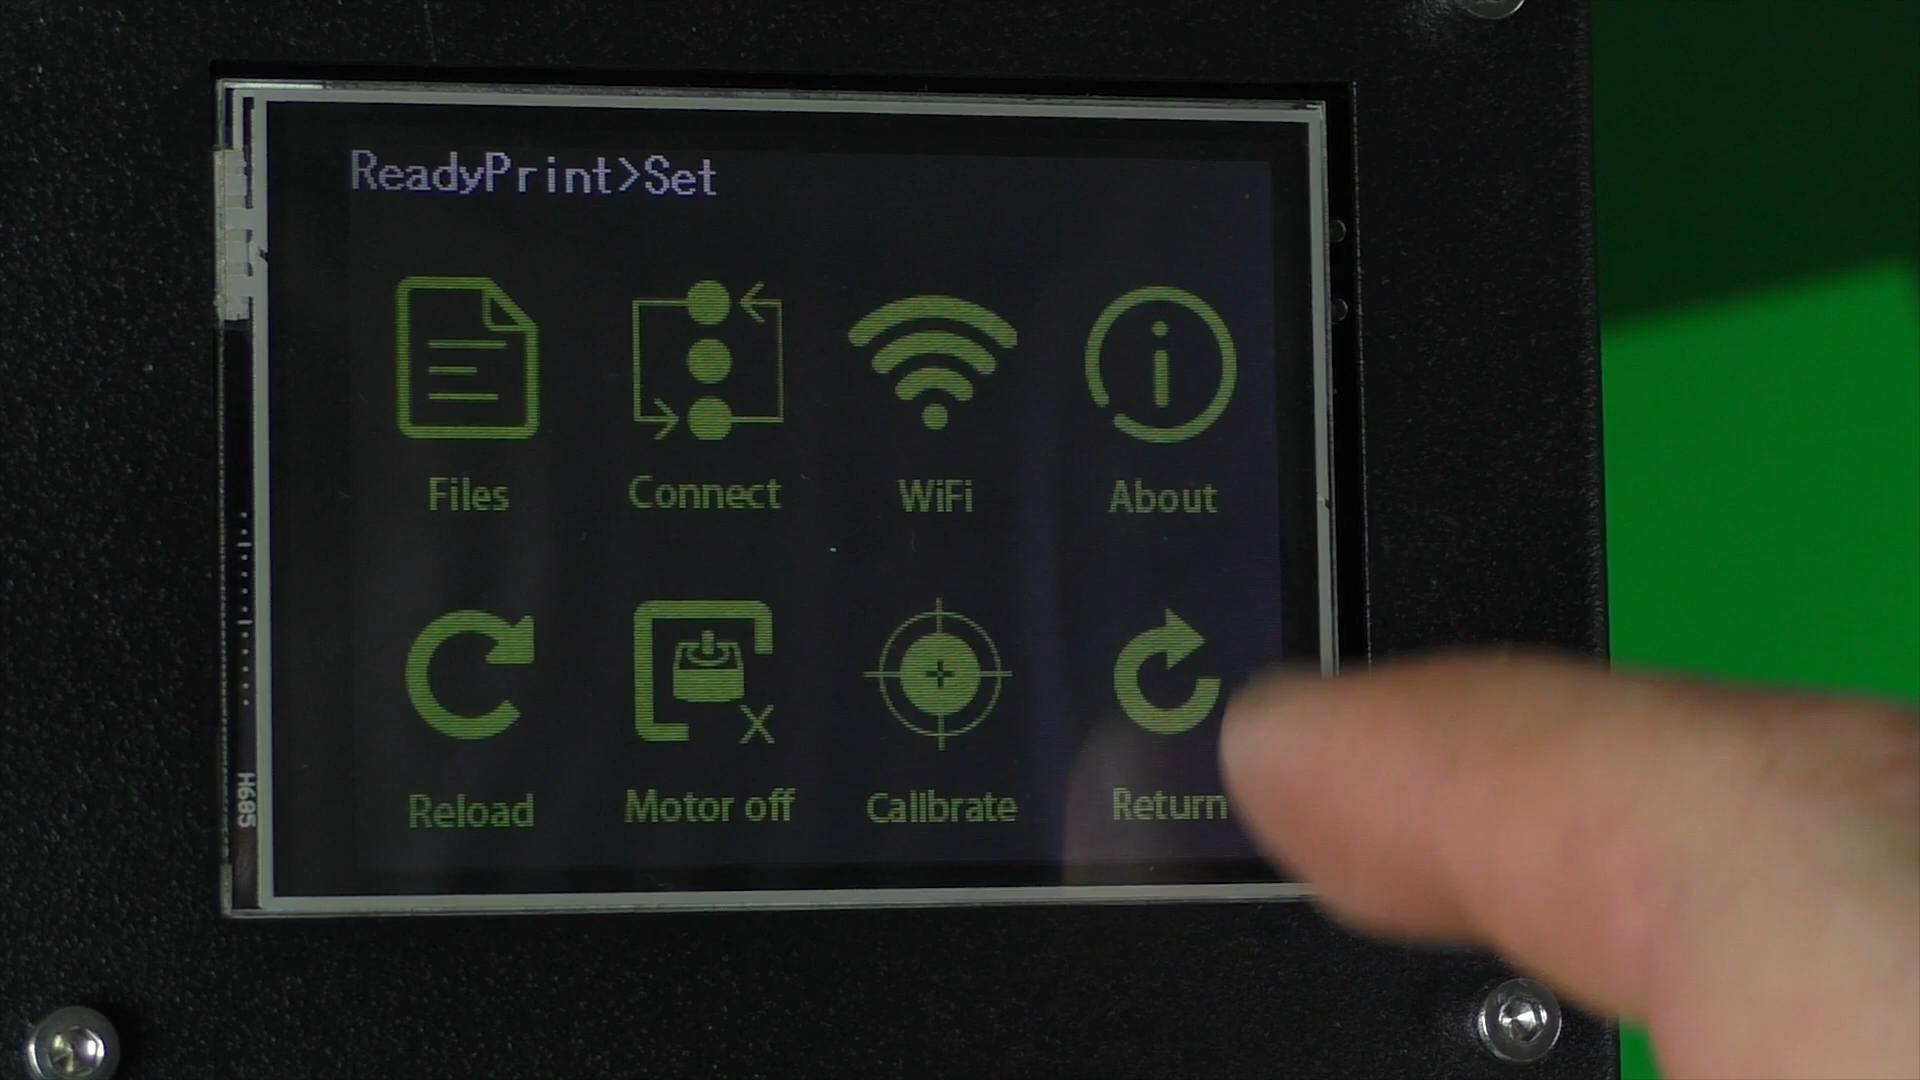 ReadyPrint>Set
Files
Connect
WiFi
About
Reload
Motor off
Calibrate
Return
H685
X